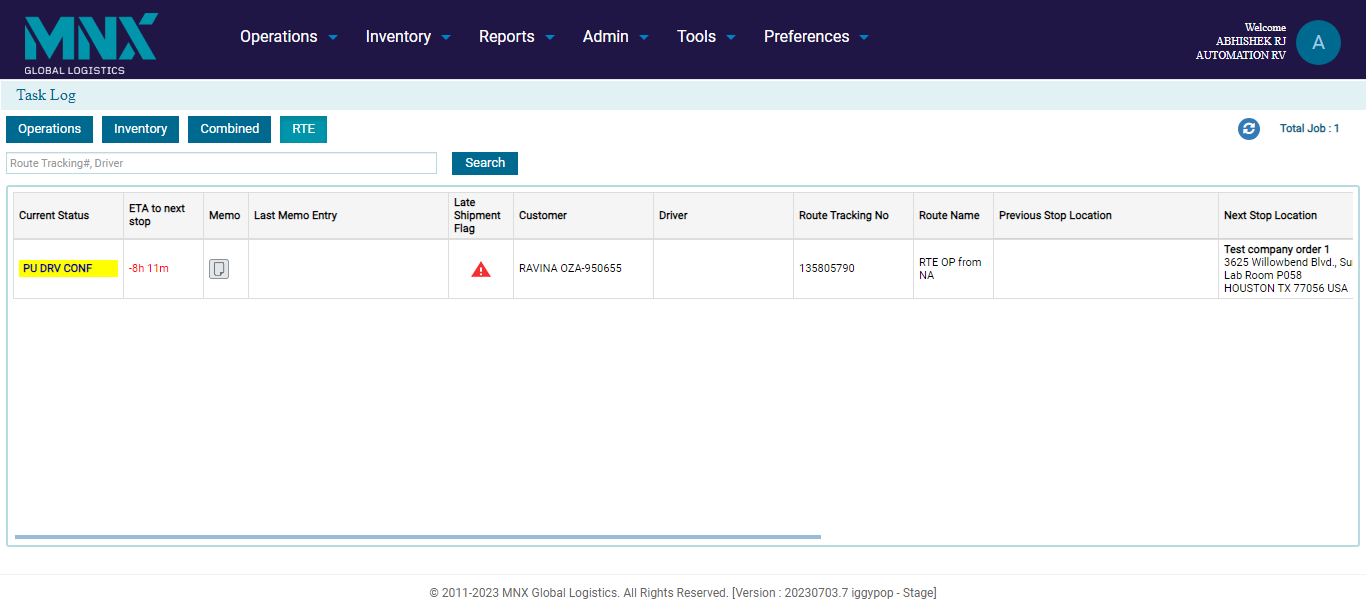 MNX
GLOBAL LOGISTICS
Operations
Inventory
Reports
Admin
Tools
Preferences
Welcome
ABHISHEK RJ
AUTOMATION RV
A
Task Log
Operations
Inventory
Combined
RTE
Total Job : 1
Route Tracking#, Driver
Search
Current Status
ETA to next
stop
Memo
Last Memo Entry
Late
Shipment
Flag
Customer
Driver
Route Tracking No
Route Name
Previous Stop Location
Next Stop Location
PU DRV CONF
-8h 11m
RAVINA OZA-950655
135805790
RTE OP from
NA
Test company order 1
3625 Willowbend Blvd., Su
Lab Room P058
HOUSTON TX 77056 USA
© 2011-2023 MNX Global Logistics. All Rights Reserved. [Version : 20230703.7 iggypop - Stage]